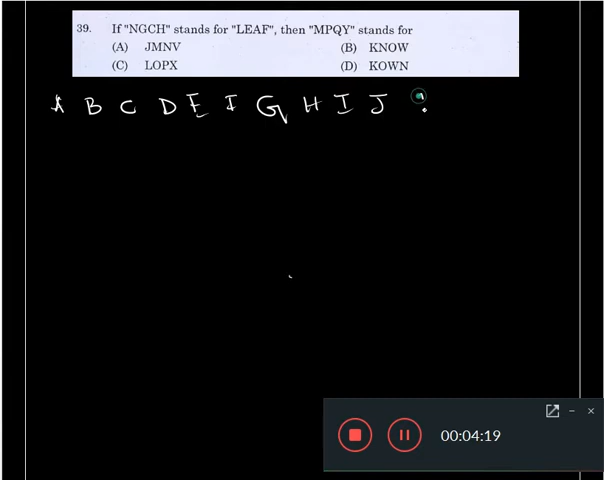 39. If "NGCH" stands for "LEAF", then "MPQY" stands for
(A) JMNV (B) KNOW
(C) LOPX (D) KOWN
A B C D E I G H I J
00:04:19